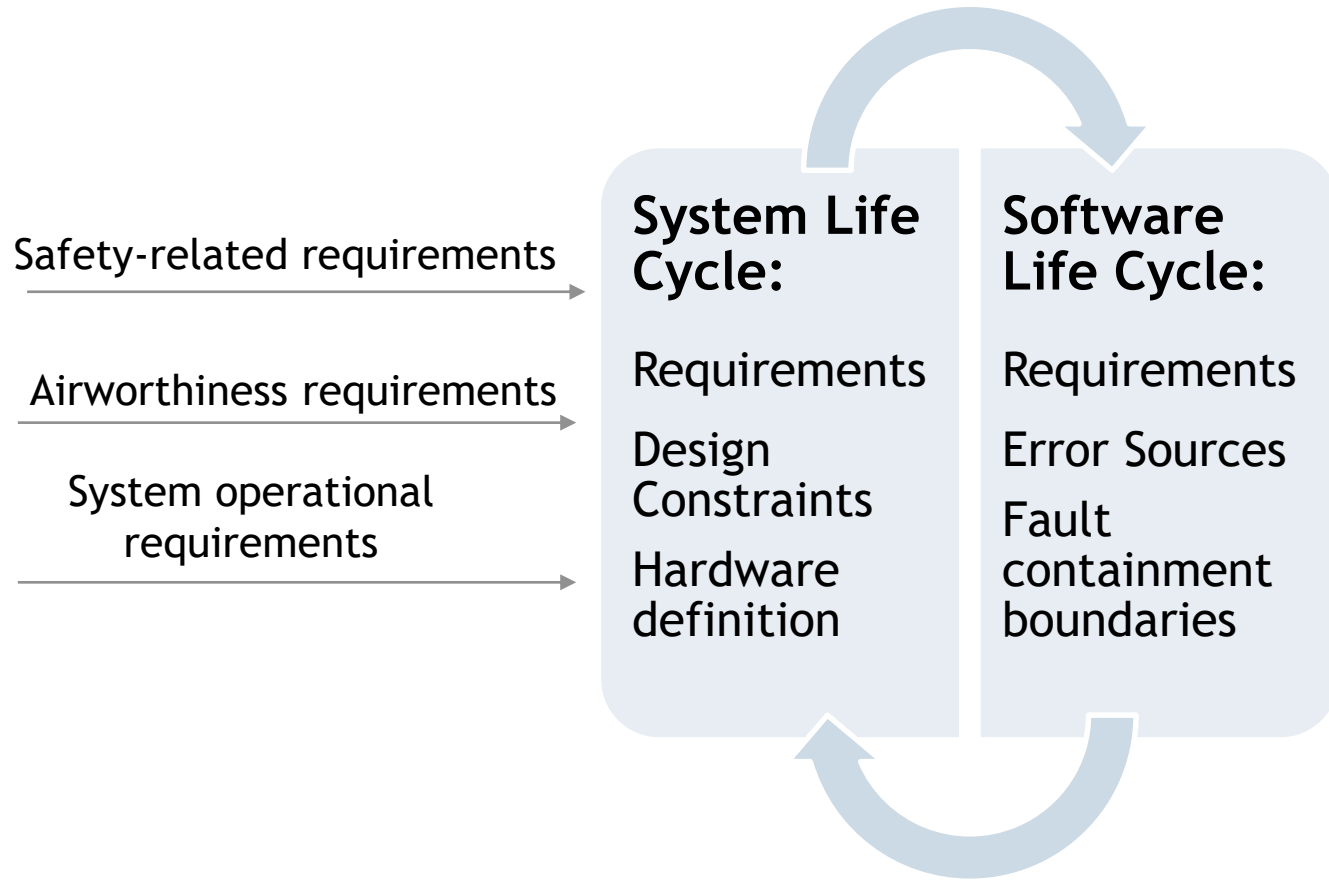 Safety-related requirements
Airworthiness requirements
System operational
requirements
System Life
Cycle:
Requirements
Design
Constraints
Hardware
definition
Software
Life Cycle:
Requirements
Error Sources
Fault
containment
boundaries